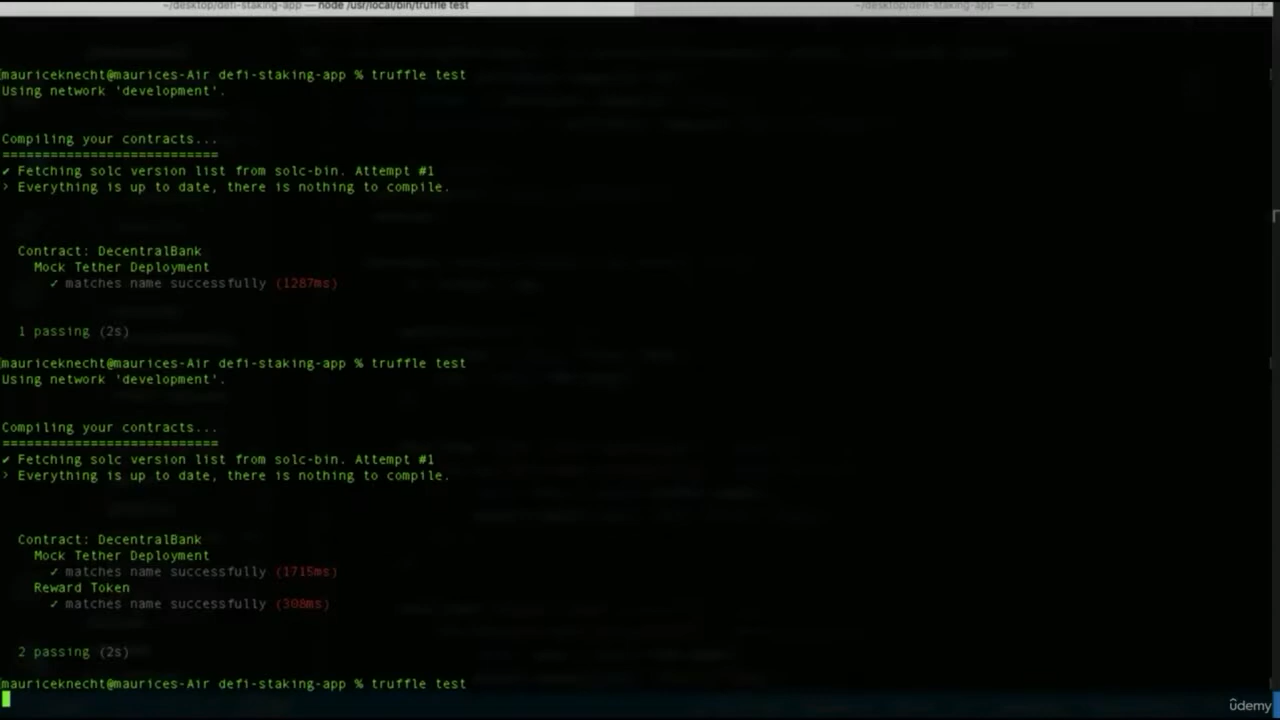 ~/desktop/defi-staking-app — node /usr/local/bin/truffle test
~/desktop/defi-staking-app — -zsh
+
mauriceknecht@maurices-Air defi-staking-app % truffle test
Using network 'development'.
Compiling your contracts...
===========================
✓ Fetching solc version list from solc-bin. Attempt #1
> Everything is up to date, there is nothing to compile.
Contract: DecentralBank
Mock Tether Deployment
✓ matches name successfully (1287ms)
1 passing (2s)
mauriceknecht@maurices-Air defi-staking-app % truffle test
Using network 'development'.
Compiling your contracts...
===========================
✓ Fetching solc version list from solc-bin. Attempt #1
> Everything is up to date, there is nothing to compile.
Contract: DecentralBank
Mock Tether Deployment
✓ matches name successfully (1715ms)
Reward Token
✓ matches name successfully (308ms)
2 passing (2s)
mauriceknecht@maurices-Air defi-staking-app % truffle test
udemy